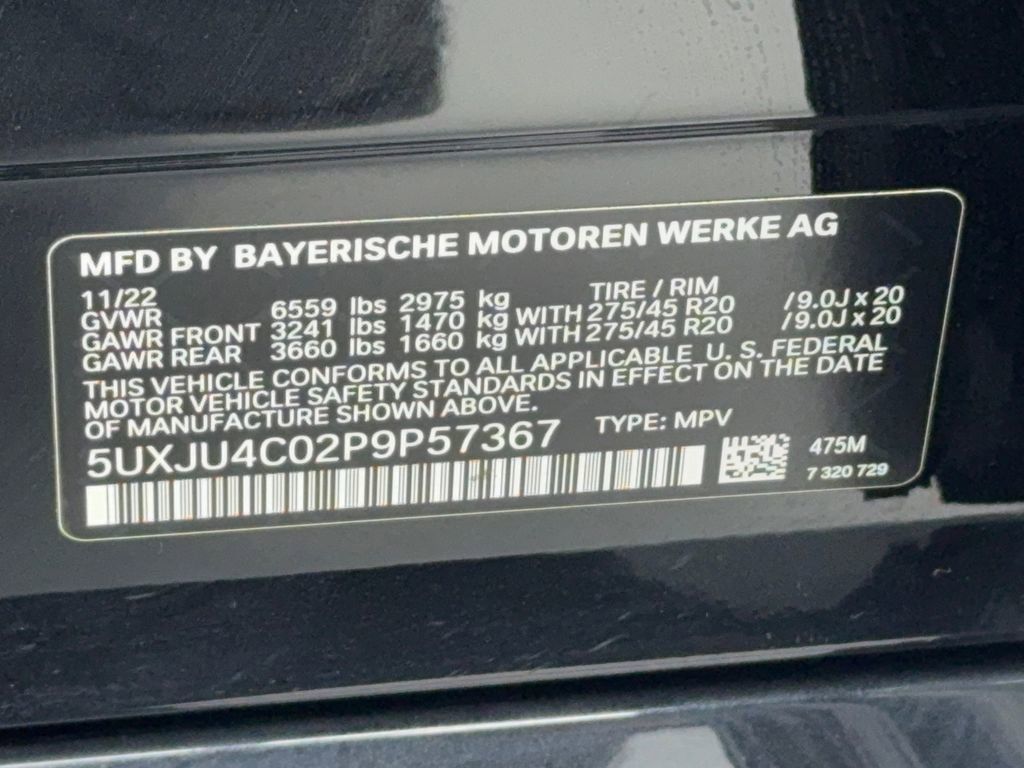 MFD BY BAYERISCHE MOTOREN WERKE AG
11/22 TIRE / RIM
GVWR 6559 lbs 2975 kg
GAWR FRONT 3241 lbs 1470 kg WITH 275/45 R20 /9.0J x 20
GAWR REAR 3660 lbs 1660 kg WITH 275/45 R20 /9.0J x 20
THIS VEHICLE CONFORMS TO ALL APPLICABLE U. S. FEDERAL
MOTOR VEHICLE SAFETY STANDARDS IN EFFECT ON THE DATE
OF MANUFACTURE SHOWN ABOVE.
5UXJU4C02P9P57367 TYPE: MPV
475M
7 320 729